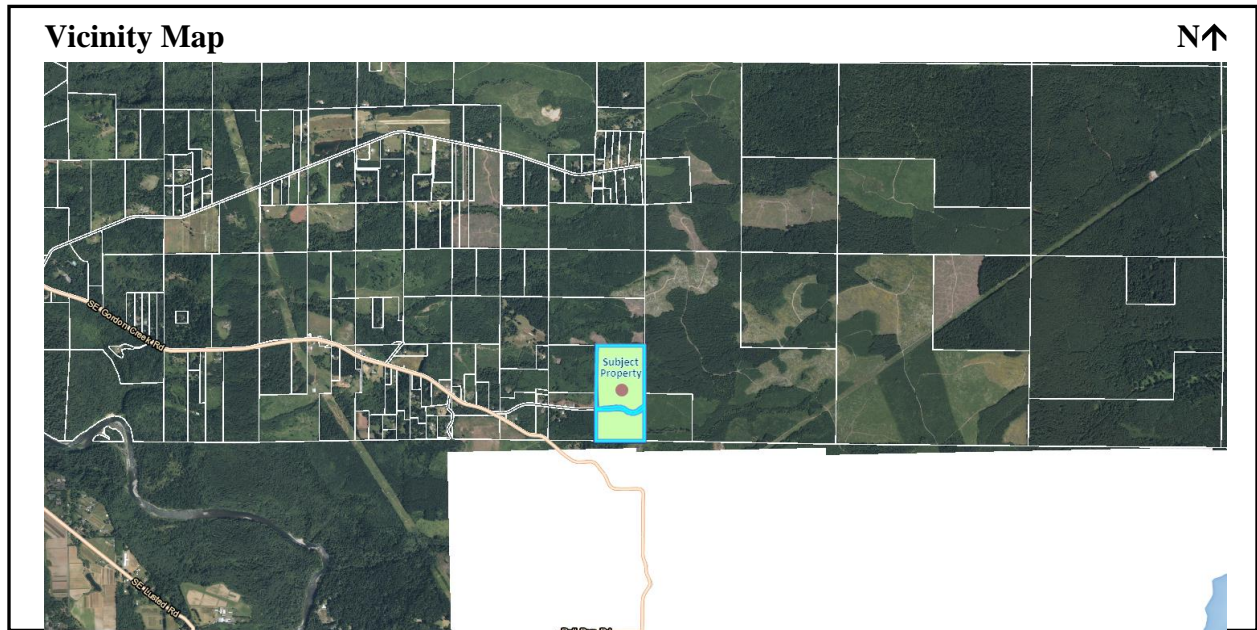 Vicinity Map
N↑
SE Gordon Creek Rd
Subject
Property
SE Lusted Rd